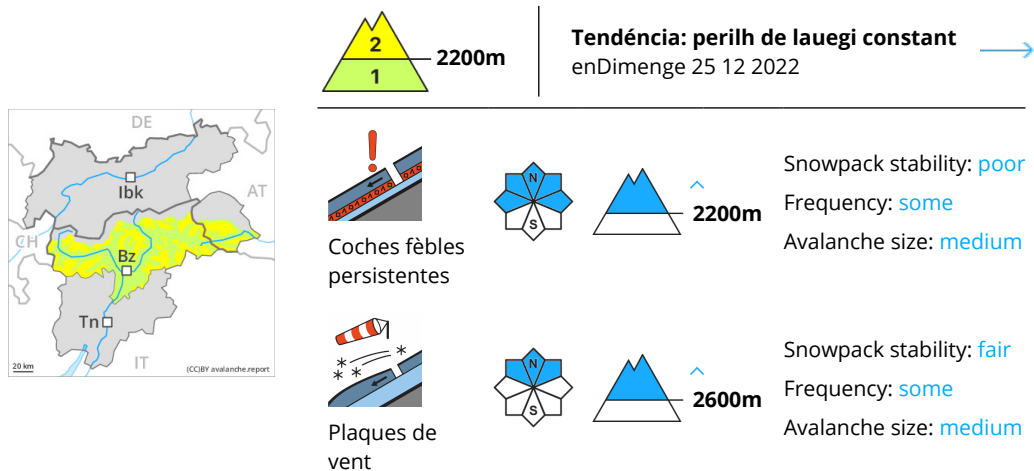 2
1
2200m
Tendéncia: perilh de lauegi constant
enDimenge 25 12 2022
DE
Ibk
AT
CH
Bz
Tn
IT
20 km
(CC)BY avalanche.report
N
S
2200m
Snowpack stability: poor
Frequency: some
Avalanche size: medium
Coches fèbles
persistentes
N
S
2600m
Snowpack stability: fair
Frequency: some
Avalanche size: medium
Plaques de
vent